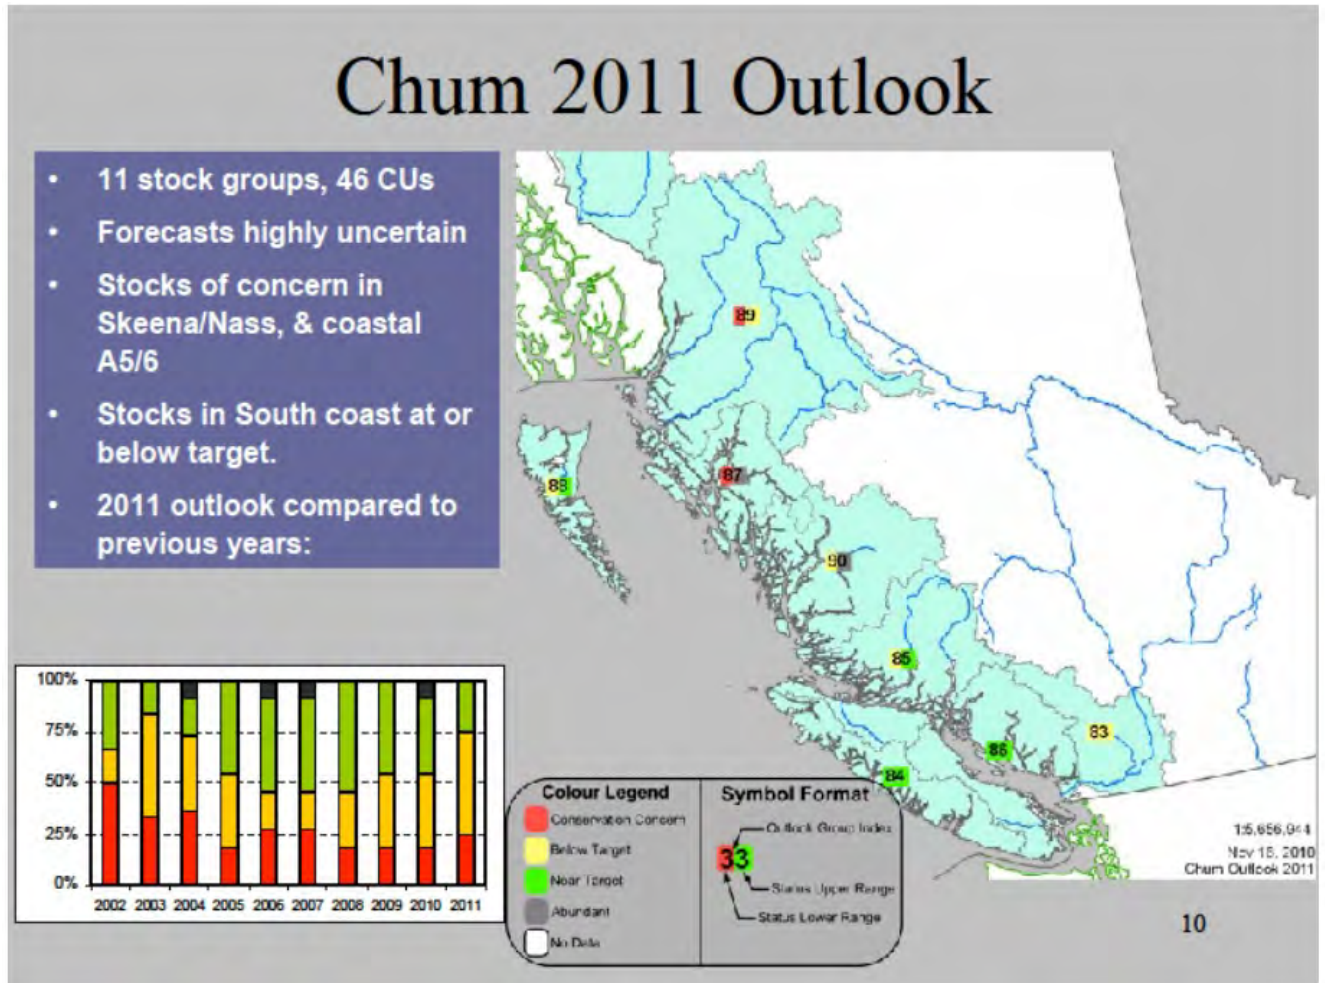 Chum 2011 Outlook
• 11 stock groups, 46 CUs
• Forecasts highly uncertain
• Stocks of concern in
Skeena/Nass, & coastal
A5/6
• Stocks in South coast at or
below target.
• 2011 outlook compared to
previous years:
89
87
88
90
85
83
86
84
100%
75%
50%
25%
0%
2002 2003 2004 2005 2006 2007 2008 2009 2010 2011
Colour Legend
Conservation Concern
Below Target
Near Target
Abundant
No Data
Symbol Format
Outlook Group Index
33
Status Upper Range
Status Lower Range
1:5,656,944
Nov 18, 2010
Chum Outlook 2011
10